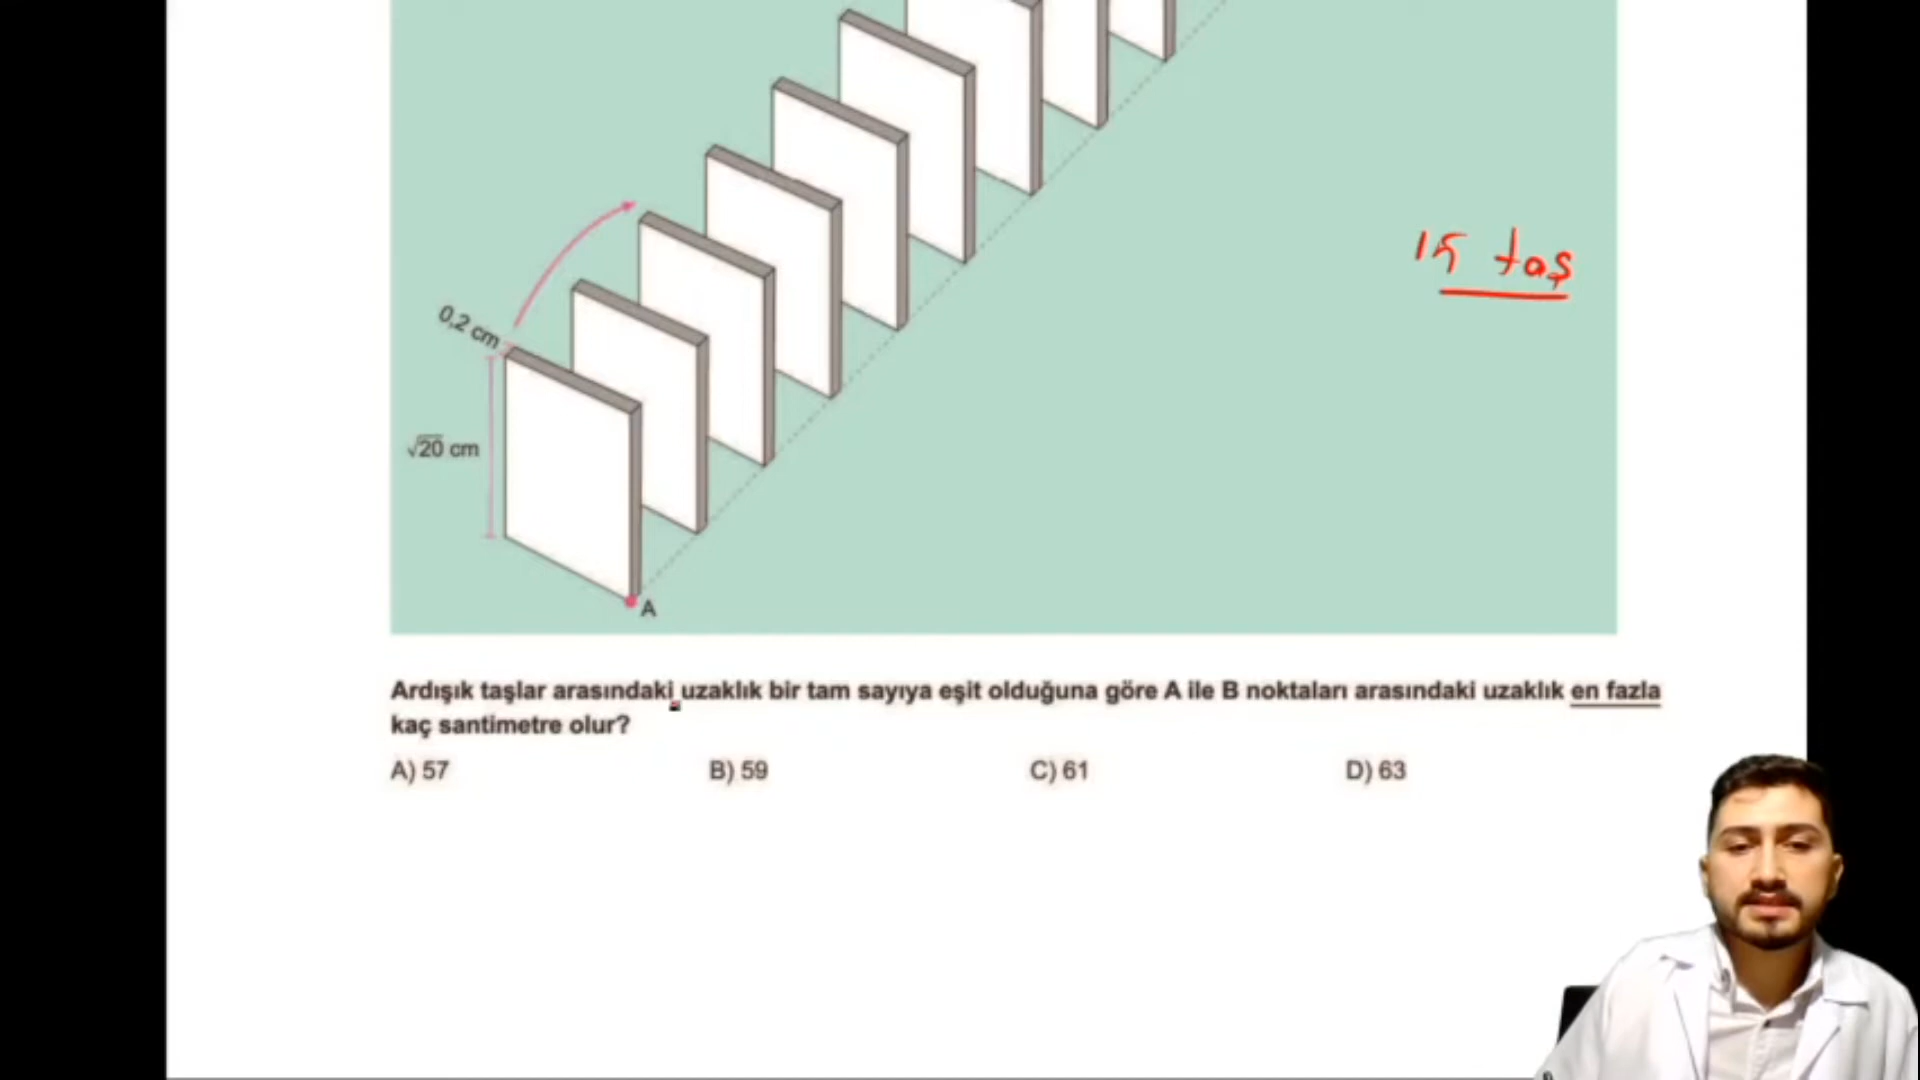 15 taş
0,2 cm
√20 cm
A
Ardışık taşlar arasındaki uzaklık bir tam sayıya eşit olduğuna göre A ile B noktaları arasındaki uzaklık en fazla
kaç santimetre olur?
A) 57 B) 59 C) 61 D) 63